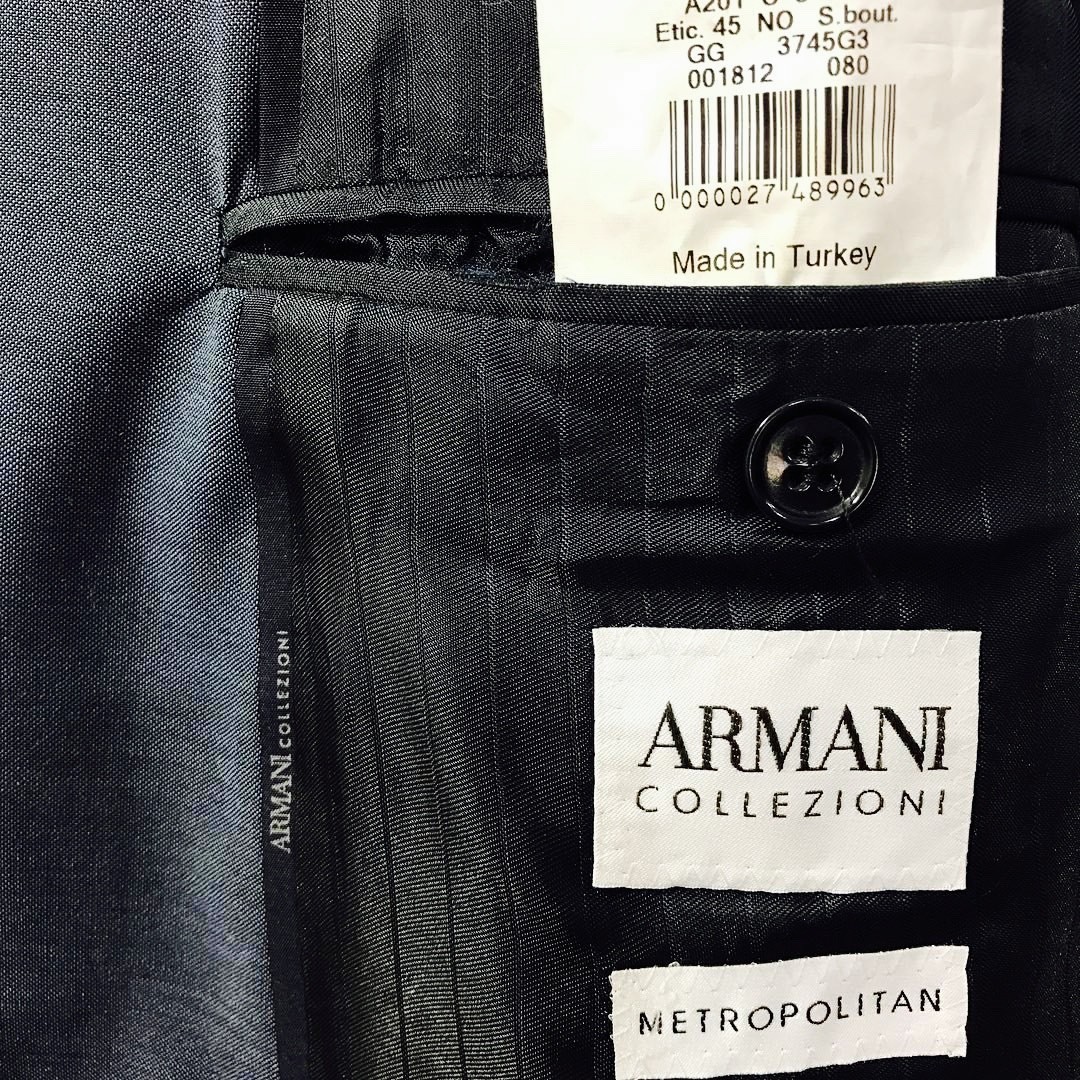 Etic. 45 NO S.bout.
GG 3745G3
001812 080
0 000027 489963
Made in Turkey
ARMANI COLLEZIONI
ARMANI
COLLEZIONI
METROPOLITAN